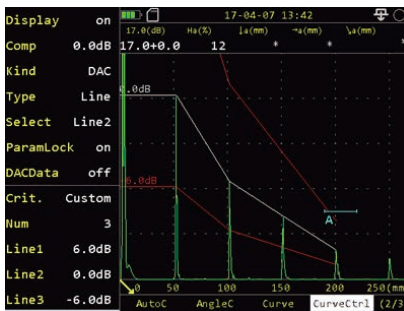 Display on
Comp 0.0dB
Kind DAC
Type Line
Select Line2
ParamLock on
DACData off
Crit. Custom
Num 3
Line1 6.0dB
Line2 0.0dB
Line3 -6.0dB
17-04-07 13:42
17.0(dB) Ha(%) ↓a(mm) →a(mm) ↘a(mm)
17.0+0.0 12 * * *
0.0dB
-6.0dB
A
0 50 100 150 200 250(mm
AutoC AngleC Curve CurveCtrl (2/3